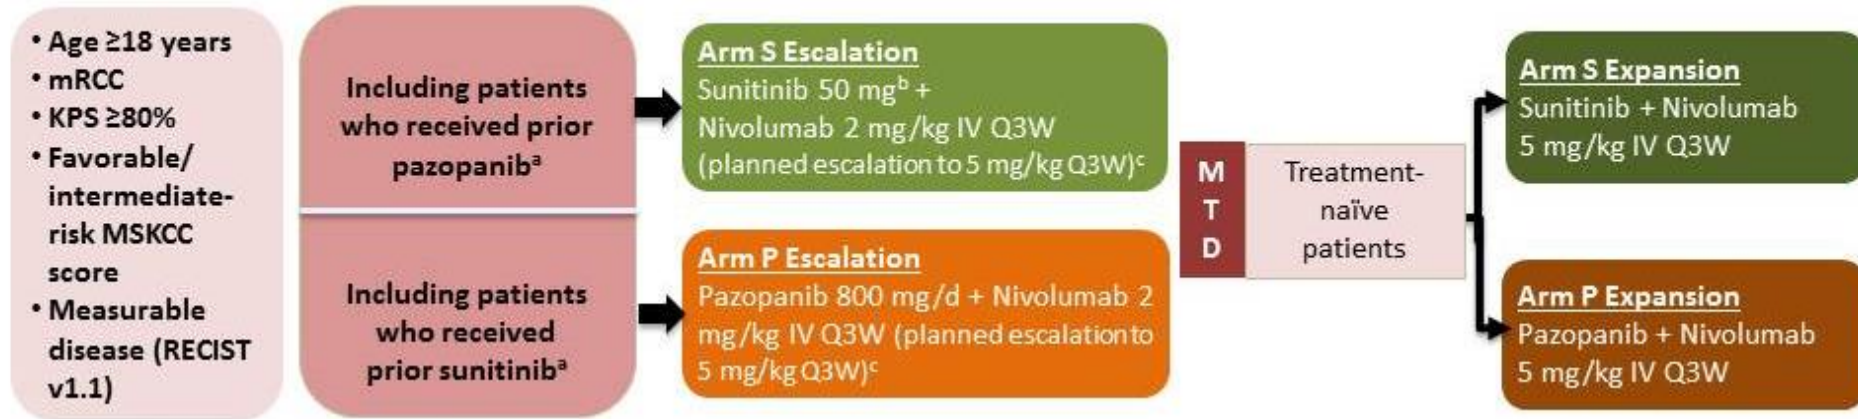 • Age ≥18 years
• mRCC
• KPS ≥80%
• Favorable/
intermediate-
risk MSKCC
score
• Measurable
disease (RECIST
v1.1)
Including patients
who received prior
pazopanibᵃ
Including patients
who received
prior sunitinibᵃ
Arm S Escalation
Sunitinib 50 mgᵇ +
Nivolumab 2 mg/kg IV Q3W
(planned escalation to 5 mg/kg Q3W)ᶜ
Arm P Escalation
Pazopanib 800 mg/d + Nivolumab 2
mg/kg IV Q3W (planned escalation to
5 mg/kg Q3W)ᶜ
M
T
D
Treatment-
naïve
patients
Arm S Expansion
Sunitinib + Nivolumab
5 mg/kg IV Q3W
Arm P Expansion
Pazopanib + Nivolumab
5 mg/kg IV Q3W